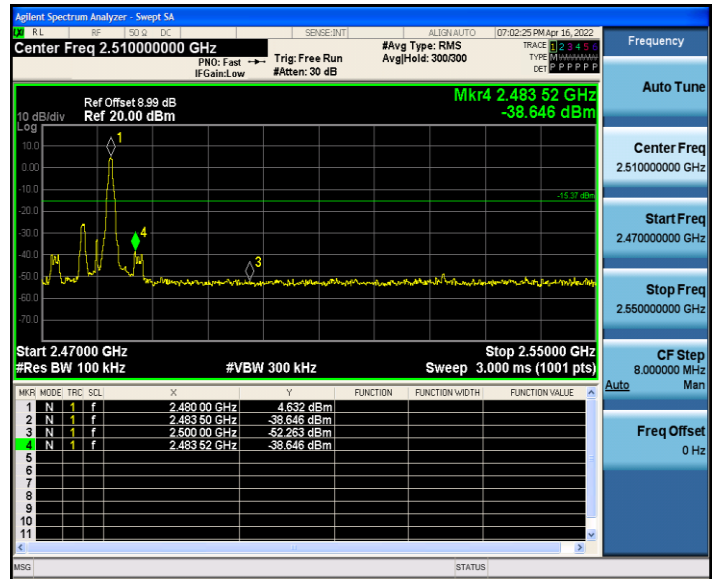 Agilent Spectrum Analyzer - Swept SA
RL RF 50 Ω DC SENSE:INT ALIGN AUTO 07:02:25 PM Apr 16, 2022
Center Freq 2.510000000 GHz
PNO: Fast
IFGain:Low
Trig: Free Run
#Atten: 30 dB
#Avg Type: RMS
Avg|Hold: 300/300
TRACE 1 2 3 4 5 6
TYPE M
DET P P P P P P
Ref Offset 8.99 dB
10 dB/div Ref 20.00 dBm
Log
Mkr4 2.483 52 GHz
-38.646 dBm
10.0
0.00
-10.0
-20.0
-30.0
-40.0
-50.0
-60.0
-70.0
1
4
3
-15.37 dBm
Start 2.47000 GHz Stop 2.55000 GHz
#Res BW 100 kHz #VBW 300 kHz Sweep 3.000 ms (1001 pts)
MKR MODE TRC SCL X Y FUNCTION FUNCTION WIDTH FUNCTION VALUE
1 N 1 f 2.480 00 GHz 4.632 dBm
2 N 1 f 2.483 50 GHz -38.646 dBm
3 N 1 f 2.500 00 GHz -52.263 dBm
4 N 1 f 2.483 52 GHz -38.646 dBm
5
6
7
8
9
10
11
MSG STATUS
Frequency
Auto Tune
Center Freq
2.510000000 GHz
Start Freq
2.470000000 GHz
Stop Freq
2.550000000 GHz
CF Step
8.000000 MHz
Auto Man
Freq Offset
0 Hz